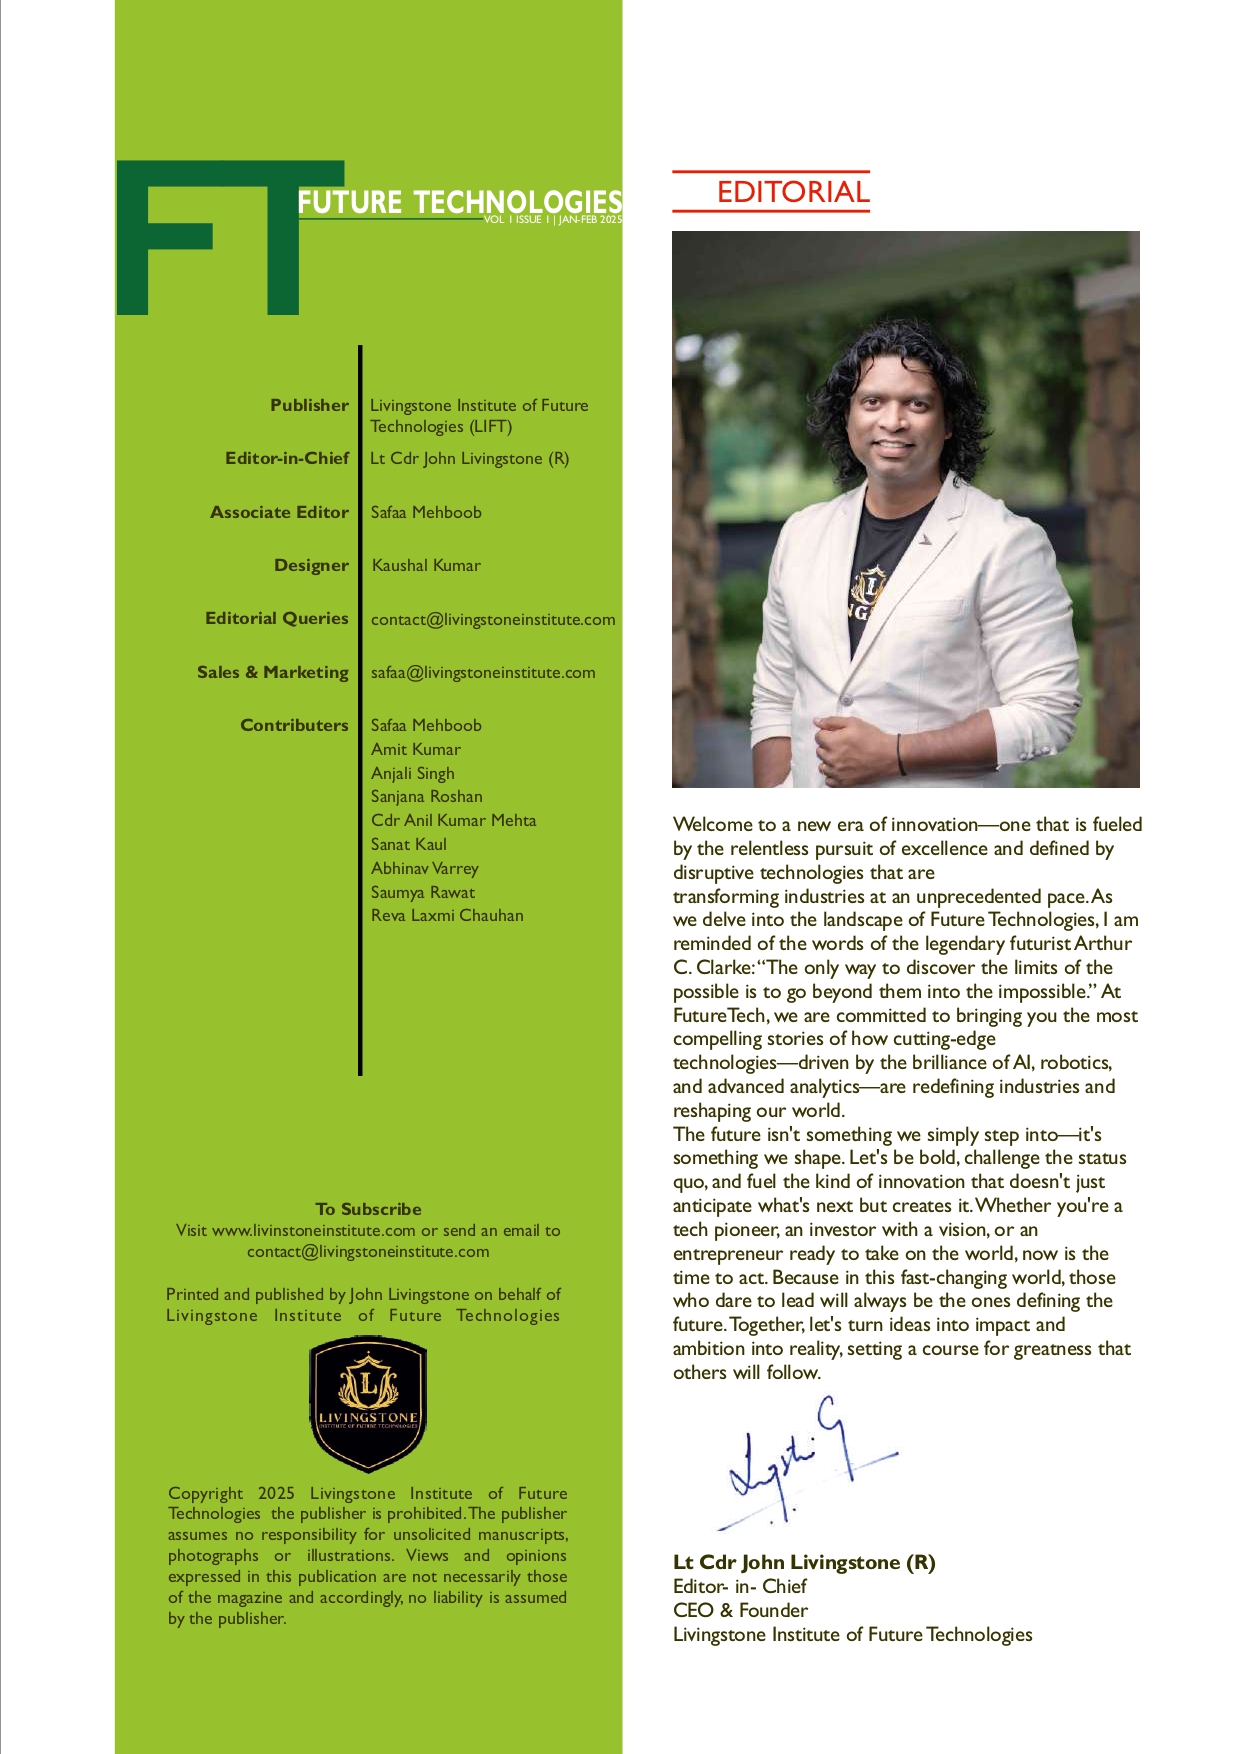 FT
FUTURE TECHNOLOGIES
VOL 1 ISSUE 1 | JAN-FEB 2025
Publisher
Livingstone Institute of Future
Technologies (LIFT)
Editor-in-Chief
Lt Cdr John Livingstone (R)
Associate Editor
Safaa Mehboob
Designer
Kaushal Kumar
Editorial Queries
contact@livingstoneinstitute.com
Sales & Marketing
safaa@livingstoneinstitute.com
Contributers
Safaa Mehboob
Amit Kumar
Anjali Singh
Sanjana Roshan
Cdr Anil Kumar Mehta
Sanat Kaul
Abhinav Varrey
Saumya Rawat
Reva Laxmi Chauhan
To Subscribe
Visit www.livinstoneinstitute.com or send an email to
contact@livingstoneinstitute.com
Printed and published by John Livingstone on behalf of
Livingstone Institute of Future Technologies
L
LIVINGSTONE
INSTITUTE OF FUTURE TECHNOLOGIES
Copyright 2025 Livingstone Institute of Future
Technologies the publisher is prohibited. The publisher
assumes no responsibility for unsolicited manuscripts,
photographs or illustrations. Views and opinions
expressed in this publication are not necessarily those
of the magazine and accordingly, no liability is assumed
by the publisher.
EDITORIAL
L
Welcome to a new era of innovation—one that is fueled
by the relentless pursuit of excellence and defined by
disruptive technologies that are
transforming industries at an unprecedented pace. As
we delve into the landscape of Future Technologies, I am
reminded of the words of the legendary futurist Arthur
C. Clarke: “The only way to discover the limits of the
possible is to go beyond them into the impossible.” At
FutureTech, we are committed to bringing you the most
compelling stories of how cutting-edge
technologies—driven by the brilliance of AI, robotics,
and advanced analytics—are redefining industries and
reshaping our world.
The future isn't something we simply step into—it's
something we shape. Let's be bold, challenge the status
quo, and fuel the kind of innovation that doesn't just
anticipate what's next but creates it. Whether you're a
tech pioneer, an investor with a vision, or an
entrepreneur ready to take on the world, now is the
time to act. Because in this fast-changing world, those
who dare to lead will always be the ones defining the
future. Together, let's turn ideas into impact and
ambition into reality, setting a course for greatness that
others will follow.
Lt Cdr John Livingstone (R)
Editor- in- Chief
CEO & Founder
Livingstone Institute of Future Technologies